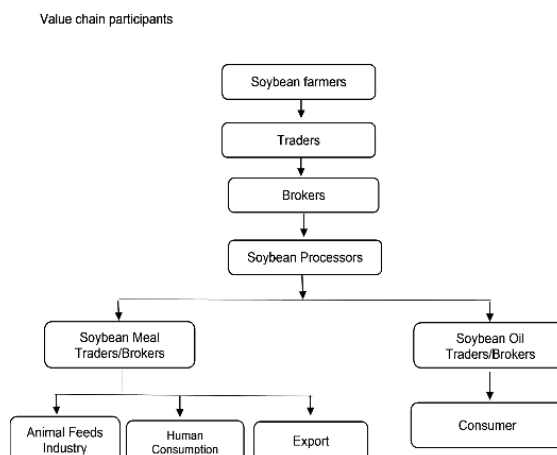 Value chain participants
Soybean farmers
Traders
Brokers
Soybean Processors
Soybean Meal
Traders/Brokers
Soybean Oil
Traders/Brokers
Animal Feeds
Industry
Human
Consumption
Export
Consumer